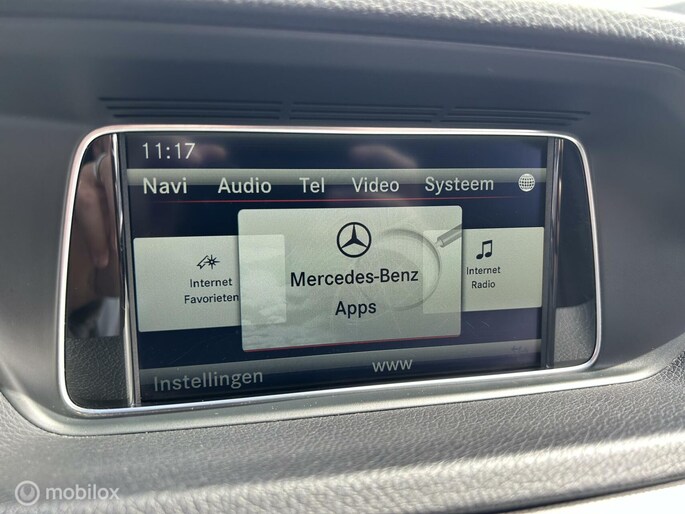 11:17
Navi Audio Tel Video Systeem
Internet
Favorieten
Mercedes-Benz
Apps
Internet
Radio
Instellingen www
mobilox